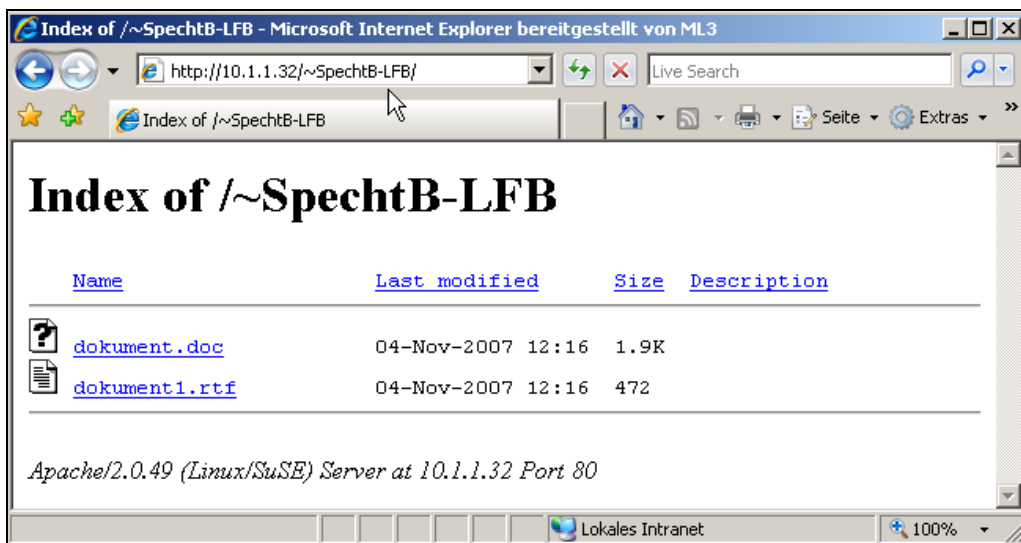 Index of /~SpechtB-LFB - Microsoft Internet Explorer bereitgestellt von ML3
http://10.1.1.32/~SpechtB-LFB/ Live Search
Index of /~SpechtB-LFB Seite Extras »
Index of /~SpechtB-LFB
Name Last modified Size Description
dokument.doc 04-Nov-2007 12:16 1.9K
dokument1.rtf 04-Nov-2007 12:16 472
Apache/2.0.49 (Linux/SuSE) Server at 10.1.1.32 Port 80
Lokales Intranet 100%